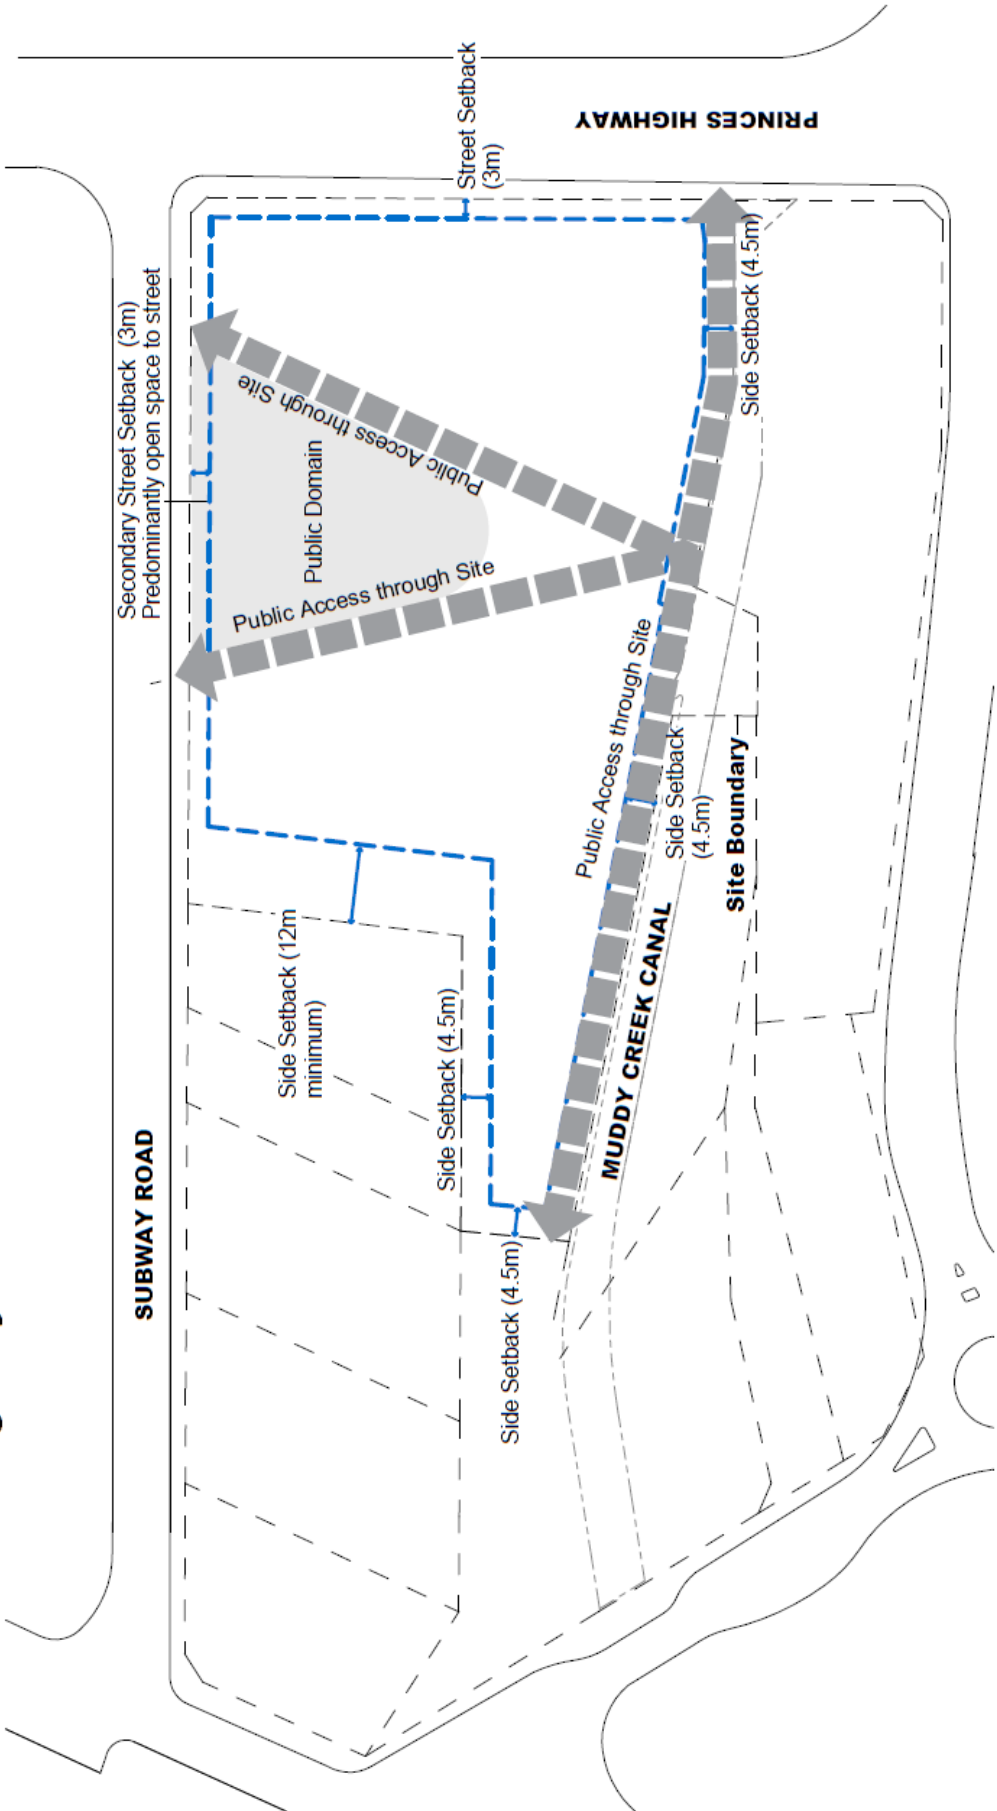 Street Setback
(3m)
PRINCES HIGHWAY
Secondary Street Setback (3m)
Predominantly open space to street
Public Access through Site
Public Domain
Public Access through Site
Side Setback (4.5m)
Public Access through Site
Side Setback
(4.5m)
Site Boundary
MUDDY CREEK CANAL
Side Setback (12m
minimum)
Side Setback (4.5m)
SUBWAY ROAD
Side Setback (4.5m)